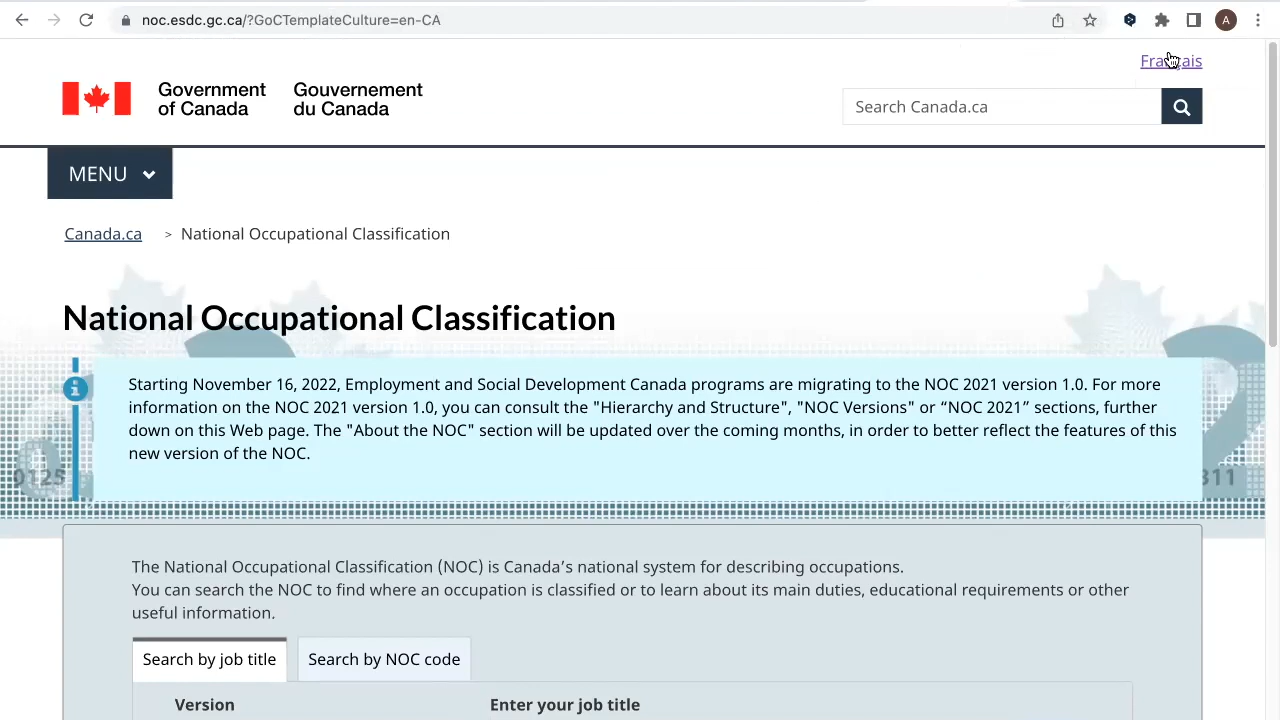 noc.esdc.gc.ca/?GoCTemplateCulture=en-CA
A
Français
Government of Canada
Gouvernement du Canada
Search Canada.ca
MENU
Canada.ca > National Occupational Classification
National Occupational Classification
Starting November 16, 2022, Employment and Social Development Canada programs are migrating to the NOC 2021 version 1.0. For more
information on the NOC 2021 version 1.0, you can consult the "Hierarchy and Structure", "NOC Versions" or “NOC 2021” sections, further
down on this Web page. The "About the NOC" section will be updated over the coming months, in order to better reflect the features of this
new version of the NOC.
0125
311
The National Occupational Classification (NOC) is Canada’s national system for describing occupations.
You can search the NOC to find where an occupation is classified or to learn about its main duties, educational requirements or other
useful information.
Search by job title
Search by NOC code
Version
Enter your job title